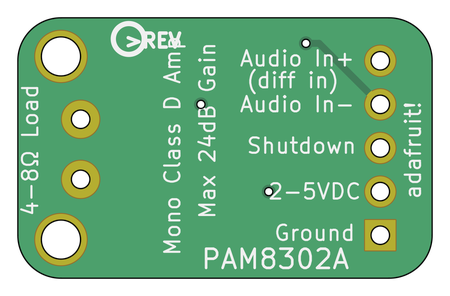 >REV
Audio In+
(diff in)
Audio In-
Shutdown
2-5VDC
Ground
PAM8302A
4-8Ω Load
Mono Class D Amp
Max 24dB Gain
adafruit!